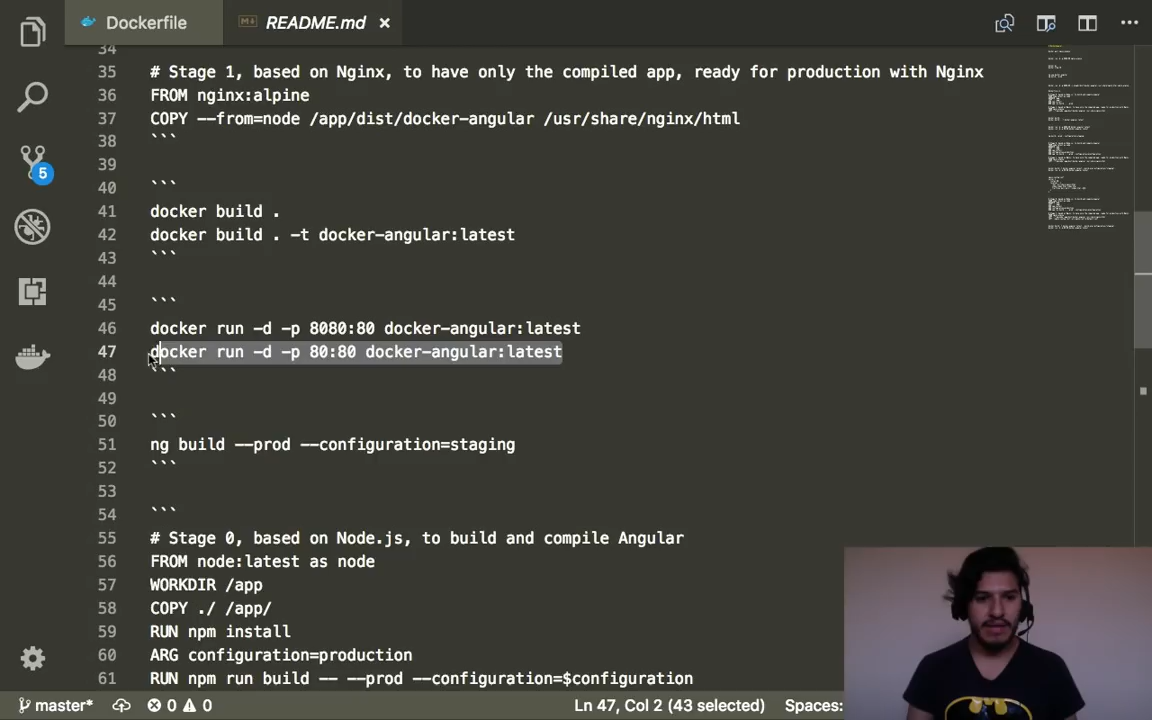 Dockerfile
README.md
34
35 # Stage 1, based on Nginx, to have only the compiled app, ready for production with Nginx
36 FROM nginx:alpine
37 COPY --from=node /app/dist/docker-angular /usr/share/nginx/html
38 ```
39
40 ```
41 docker build .
42 docker build . -t docker-angular:latest
43 ```
44
45 ```
46 docker run -d -p 8080:80 docker-angular:latest
47 docker run -d -p 80:80 docker-angular:latest
48 ```
49
50 ```
51 ng build --prod --configuration=staging
52 ```
53
54 ```
55 # Stage 0, based on Node.js, to build and compile Angular
56 FROM node:latest as node
57 WORKDIR /app
58 COPY ./ /app/
59 RUN npm install
60 ARG configuration=production
61 RUN npm run build -- --prod --configuration=$configuration
5
master* 0 0 Ln 47, Col 2 (43 selected) Spaces: